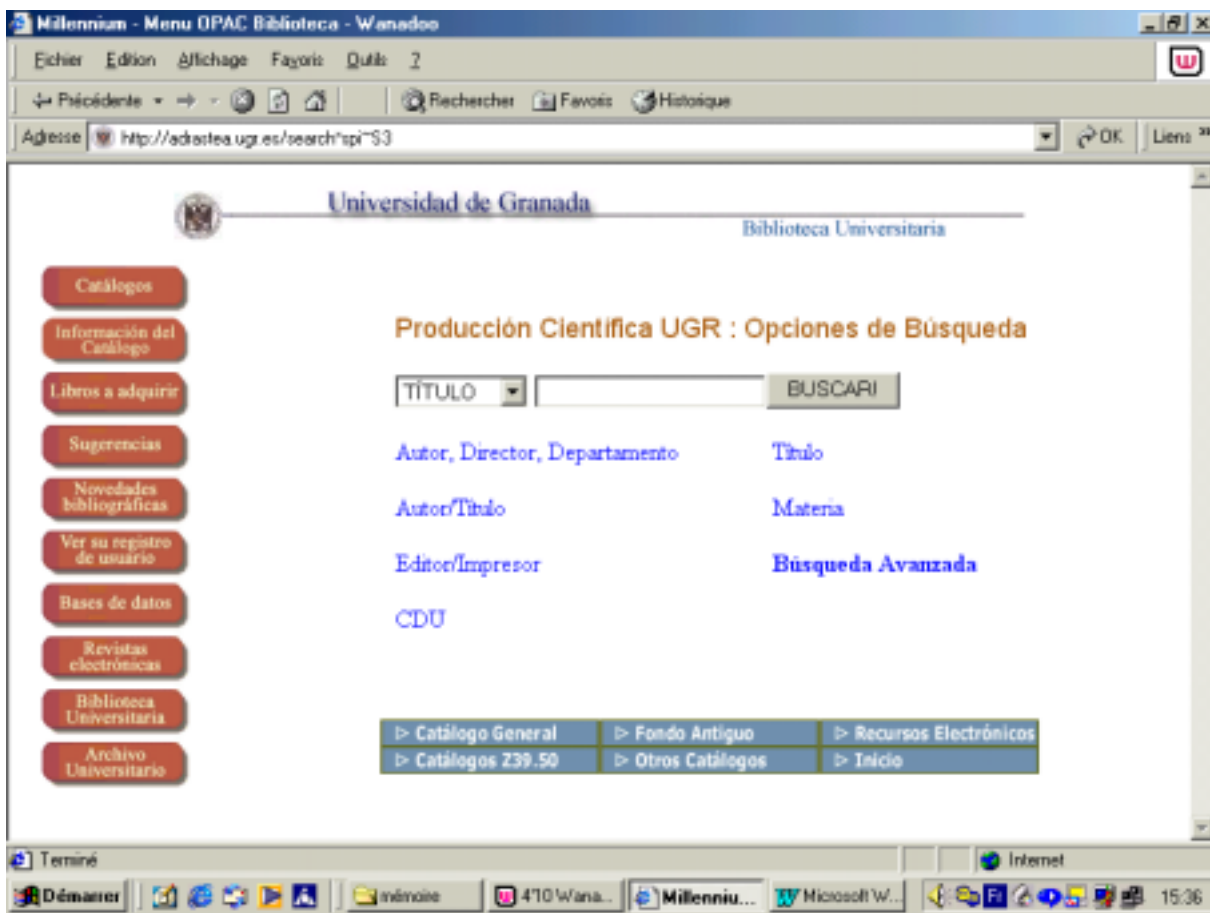 Millennium - Menu OPAC Biblioteca - Wanadoo
Fichier Edition Affichage Favoris Outils ?
Précédente Rechercher Favoris Historique
Adresse http://adrastea.ugr.es/search*spi~S3 OK Liens »
Universidad de Granada
Biblioteca Universitaria
Catálogos
Información del
Catálogo
Libros a adquirir
Sugerencias
Novedades
bibliográficas
Ver su registro
de usuario
Bases de datos
Revistas
electrónicas
Biblioteca
Universitaria
Archivo
Universitario
Producción Científica UGR : Opciones de Búsqueda
TÍTULO BUSCAR!
Autor, Director, Departamento Título
Autor/Título Materia
Editor/Impresor Búsqueda Avanzada
CDU
Catálogo General Fondo Antiguo Recursos Electrónicos
Catálogos Z39.50 Otros Catálogos Inicio
Terminé Internet
Démarrer mémoire 4'10 Wana... Millenniu... Microsoft W... 15:36